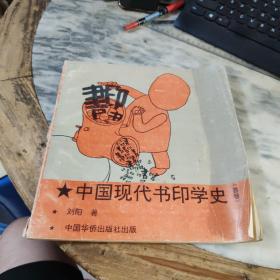 ★中国现代书印学史
★ 刘阳 著
★ 中国华侨出版社出版